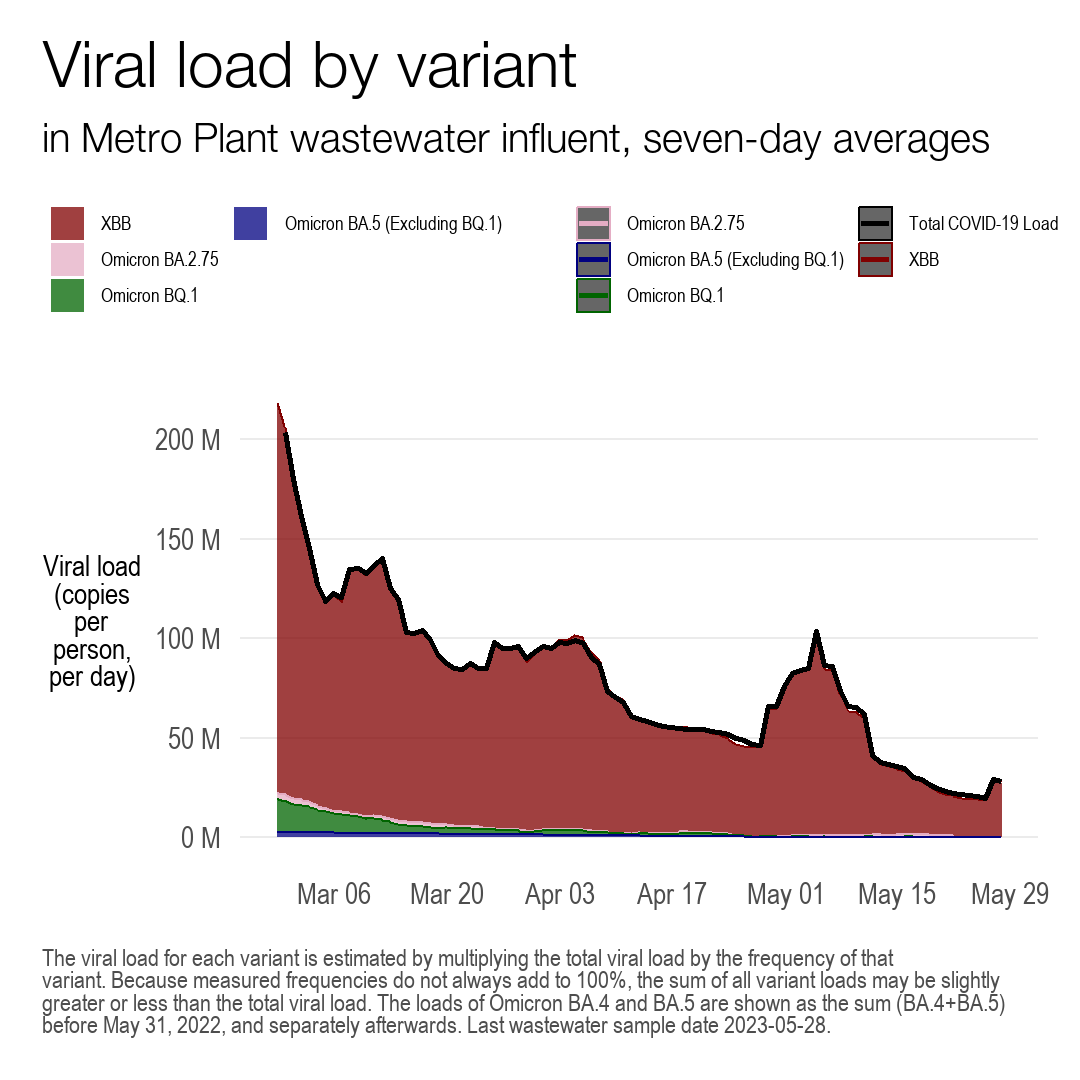 Viral load by variant
in Metro Plant wastewater influent, seven-day averages
XBB
Omicron BA.2.75
Omicron BQ.1
Omicron BA.5 (Excluding BQ.1)
Omicron BA.2.75
Omicron BA.5 (Excluding BQ.1)
Omicron BQ.1
Total COVID-19 Load
XBB
Viral load
(copies
per
person,
per day)
200 M
150 M
100 M
50 M
0 M
Mar 06
Mar 20
Apr 03
Apr 17
May 01
May 15
May 29
The viral load for each variant is estimated by multiplying the total viral load by the frequency of that
variant. Because measured frequencies do not always add to 100%, the sum of all variant loads may be slightly
greater or less than the total viral load. The loads of Omicron BA.4 and BA.5 are shown as the sum (BA.4+BA.5)
before May 31, 2022, and separately afterwards. Last wastewater sample date 2023-05-28.